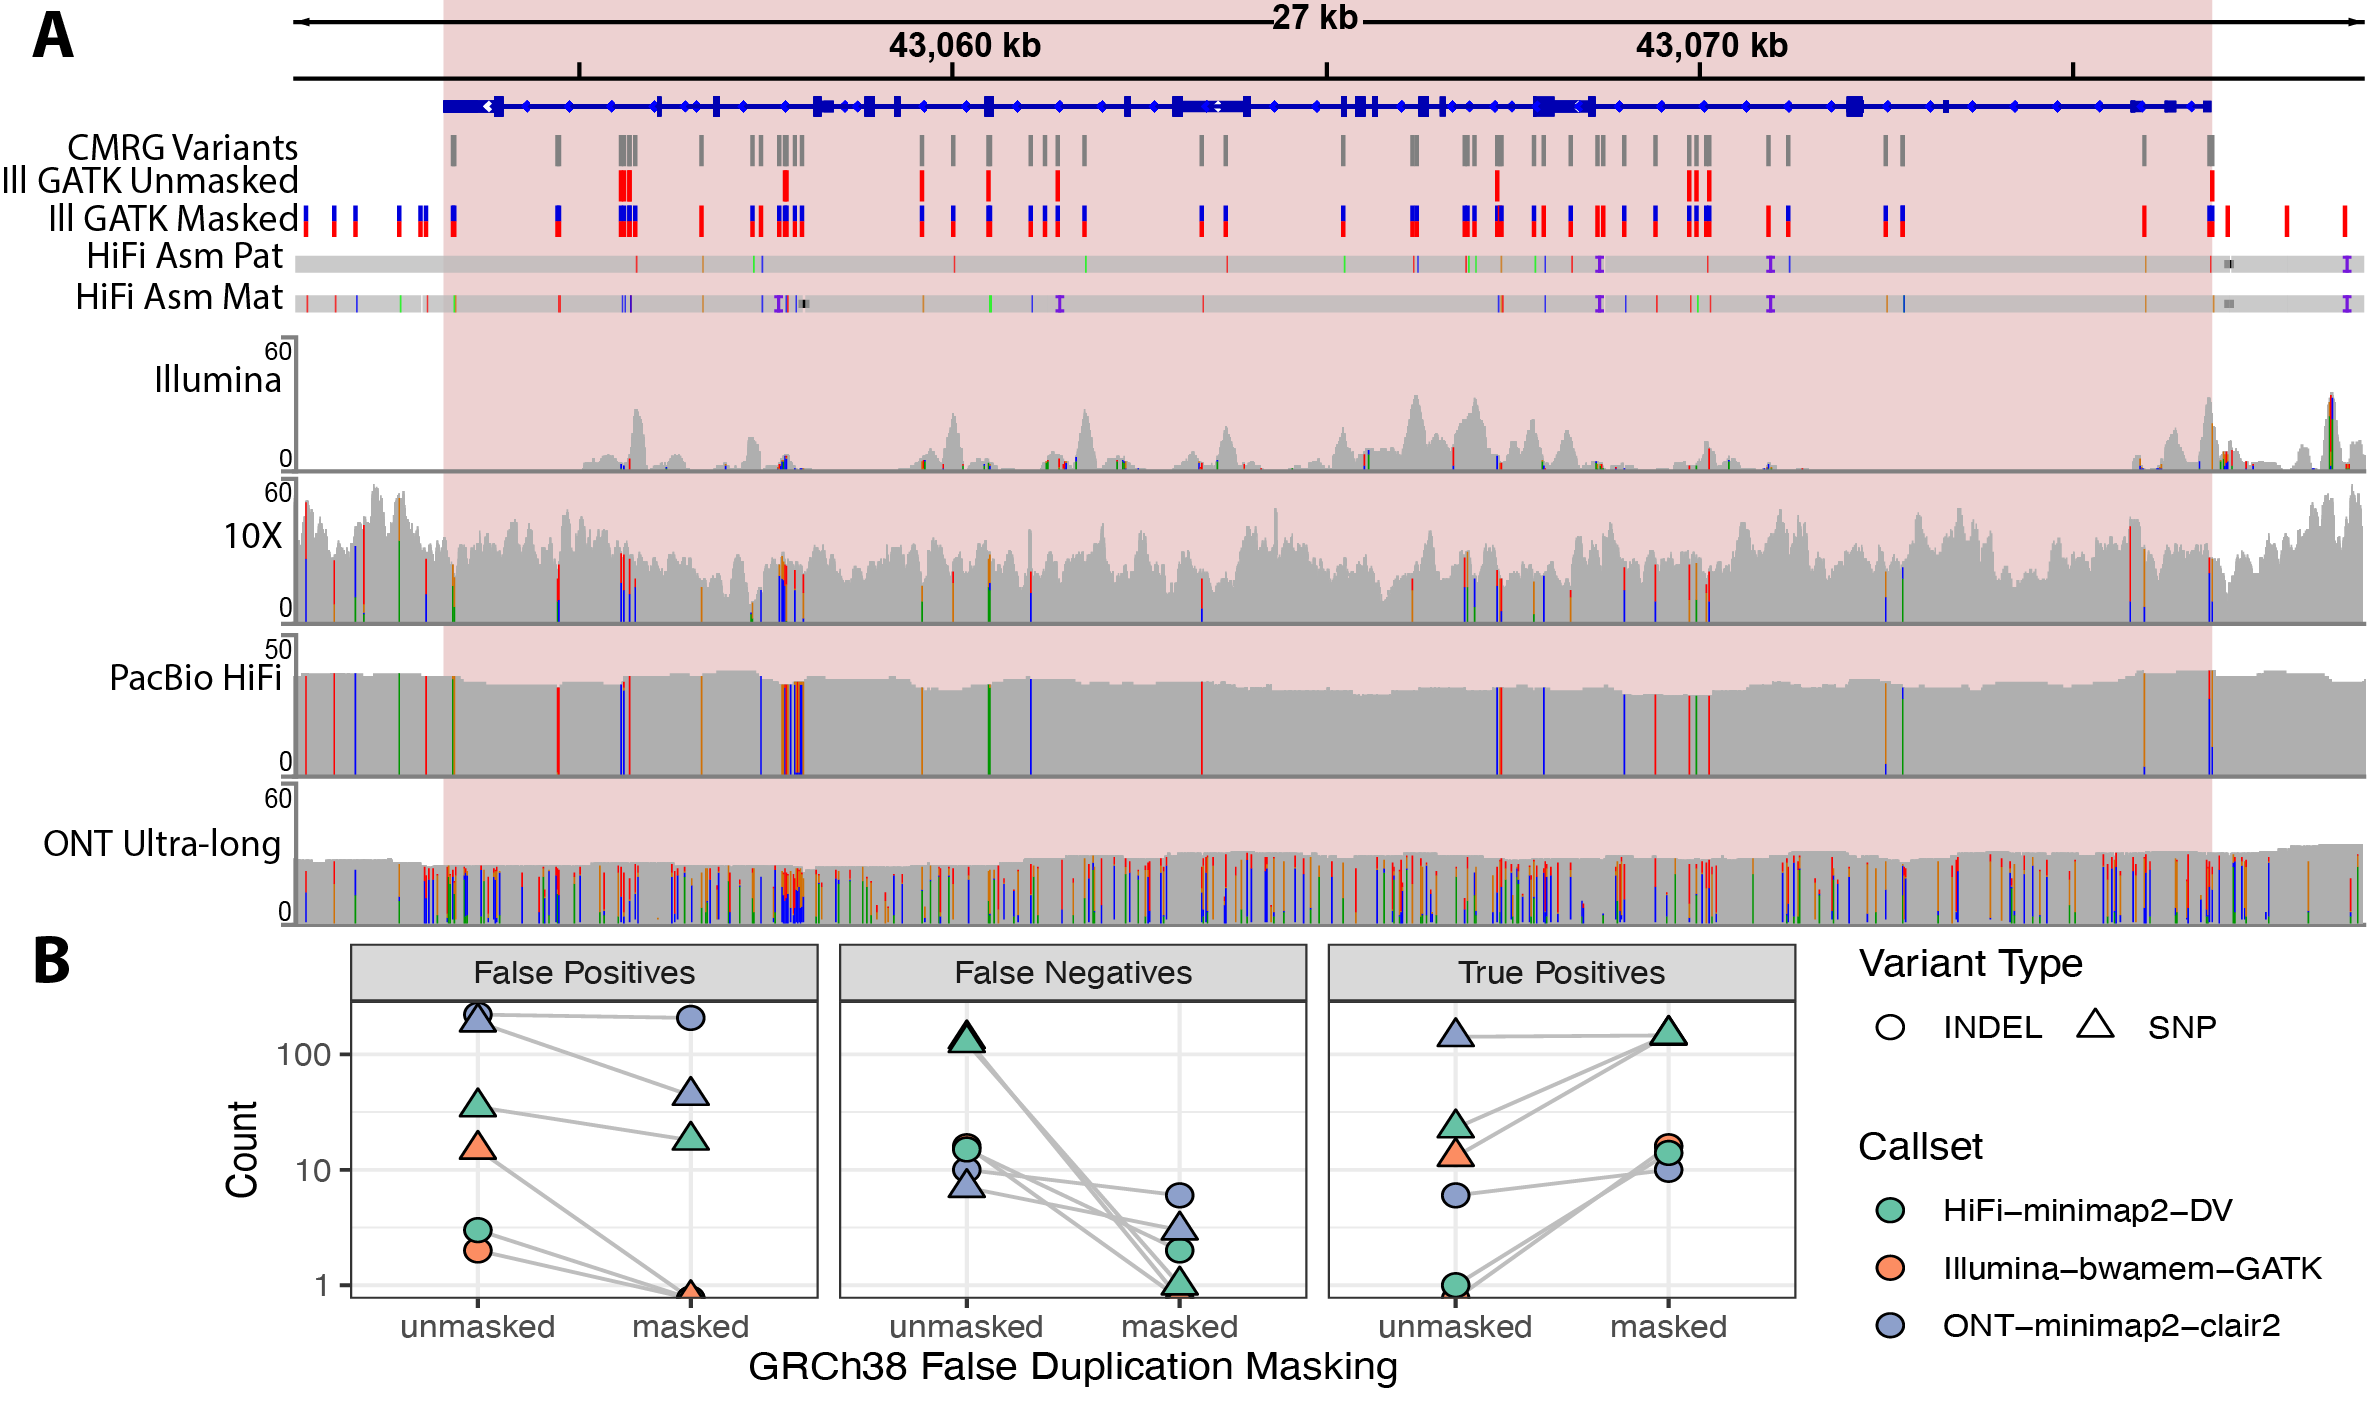 A
27 kb
43,060 kb 43,070 kb
CMRG Variants
Ill GATK Unmasked
Ill GATK Masked
HiFi Asm Pat
HiFi Asm Mat
60
Illumina
0
60
10X
0
50
PacBio HiFi
0
60
ONT Ultra-long
0
B
False Positives False Negatives True Positives
Count
100
10
1
unmasked masked unmasked masked unmasked masked
GRCh38 False Duplication Masking
Variant Type
INDEL SNP
Callset
HiFi−minimap2−DV
Illumina−bwamem−GATK
ONT−minimap2−clair2